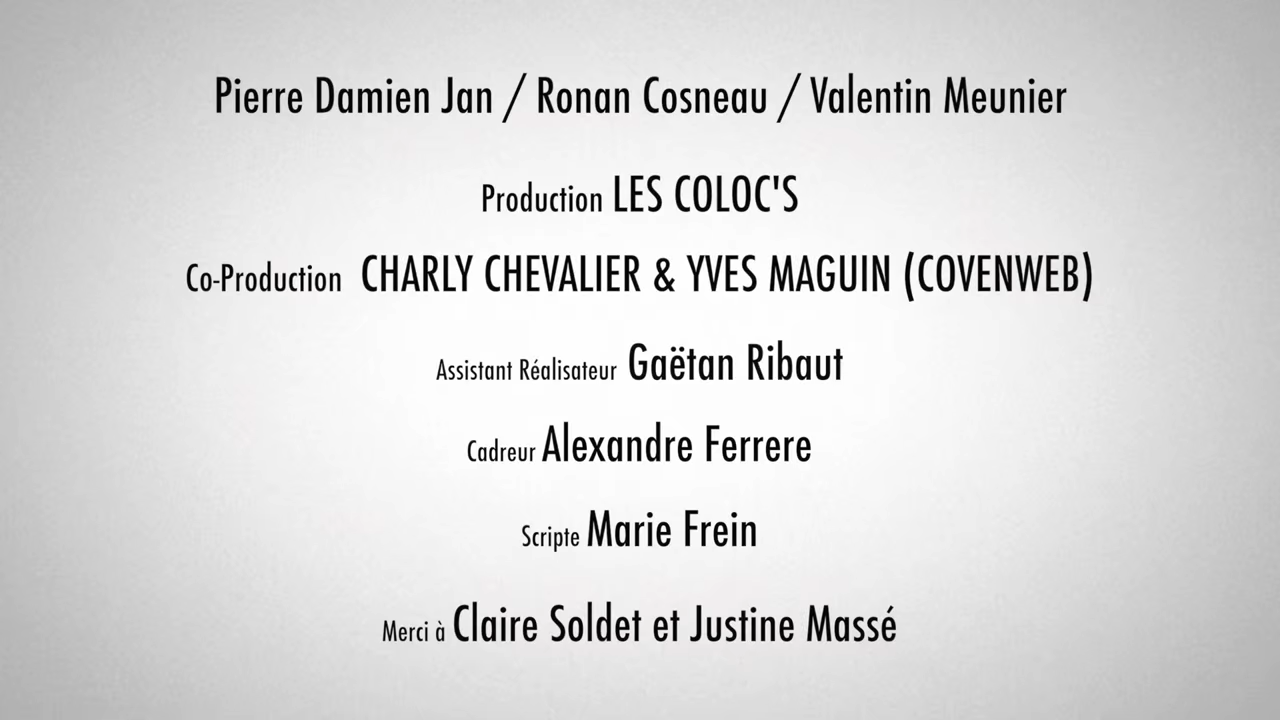 Pierre Damien Jan / Ronan Cosneau / Valentin Meunier
Production LES COLOC'S
Co-Production CHARLY CHEVALIER & YVES MAGUIN (COVENWEB)
Assistant Réalisateur Gaëtan Ribaut
Cadreur Alexandre Ferrere
Scripte Marie Frein
Merci à Claire Soldet et Justine Massé